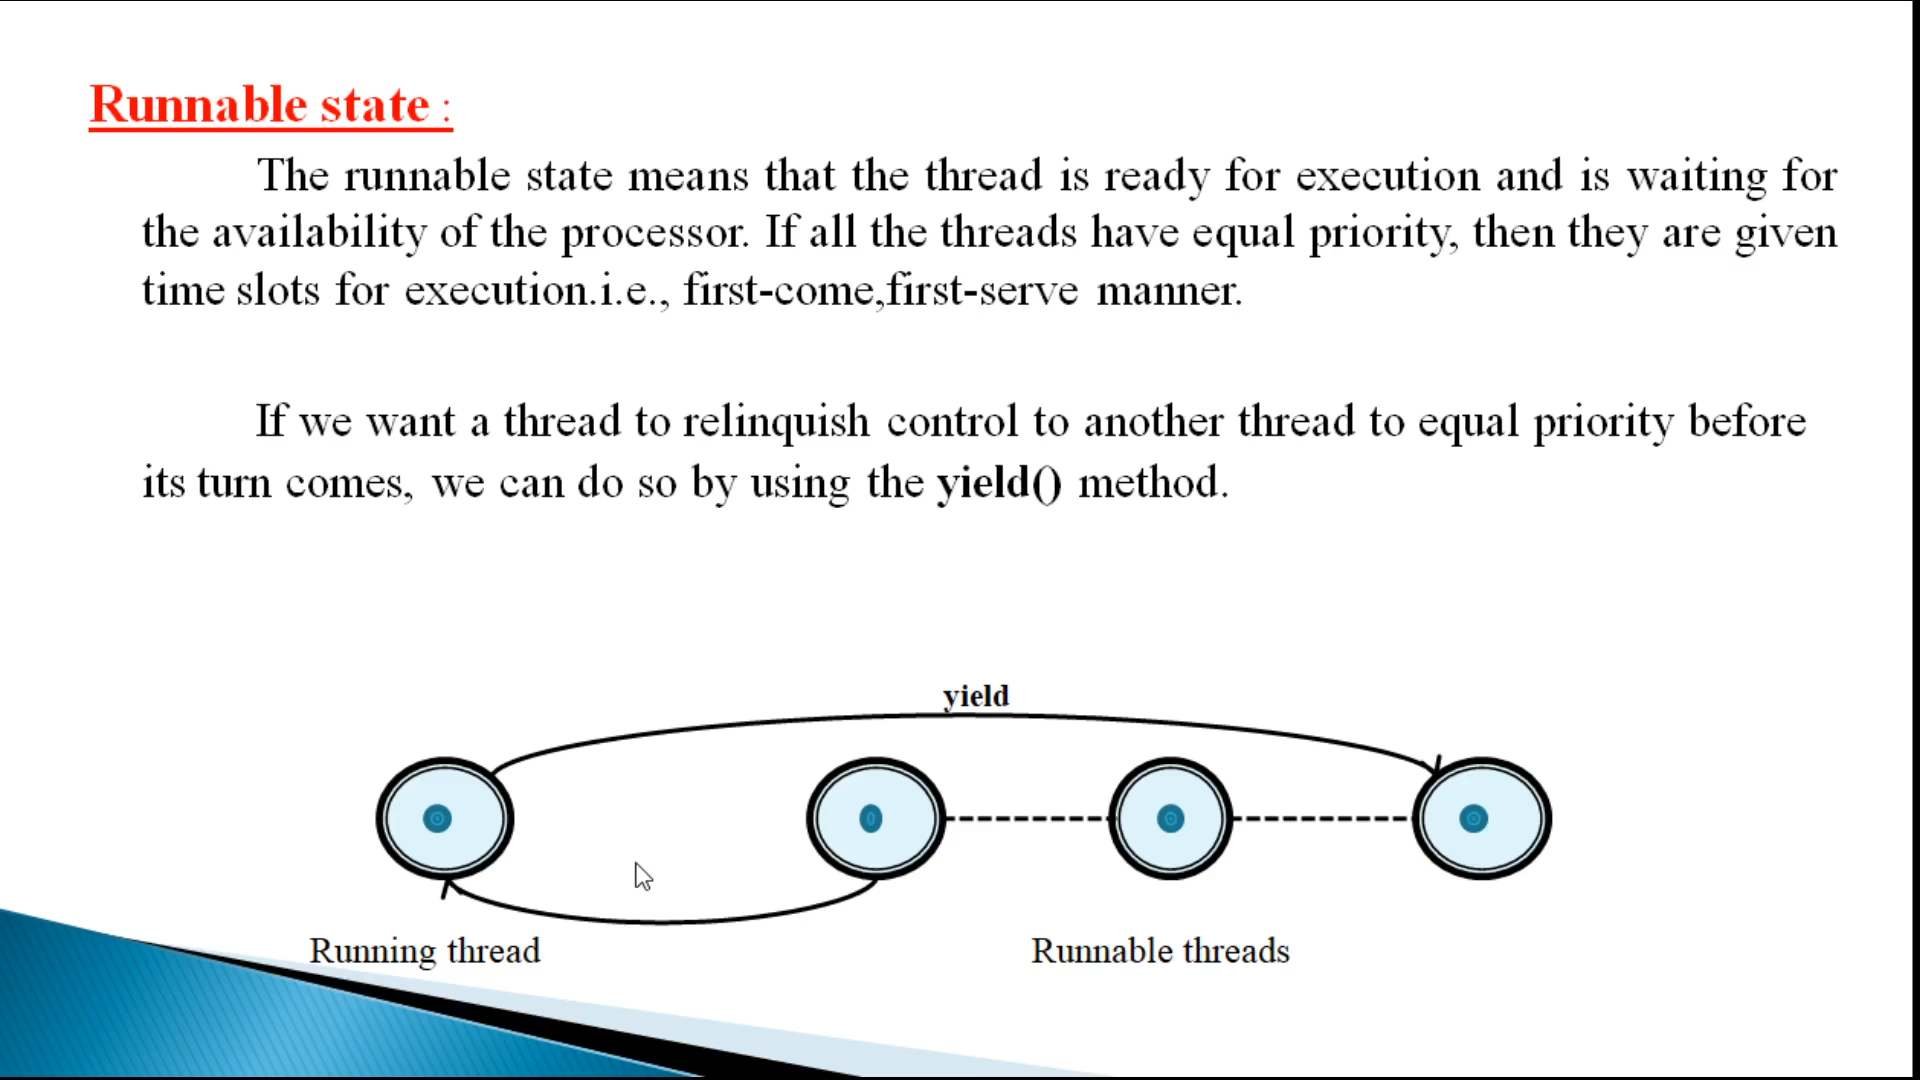 Runnable state :
The runnable state means that the thread is ready for execution and is waiting for
the availability of the processor. If all the threads have equal priority, then they are given
time slots for execution.i.e., first-come,first-serve manner.
If we want a thread to relinquish control to another thread to equal priority before
its turn comes, we can do so by using the yield() method.
yield
Running thread
Runnable threads